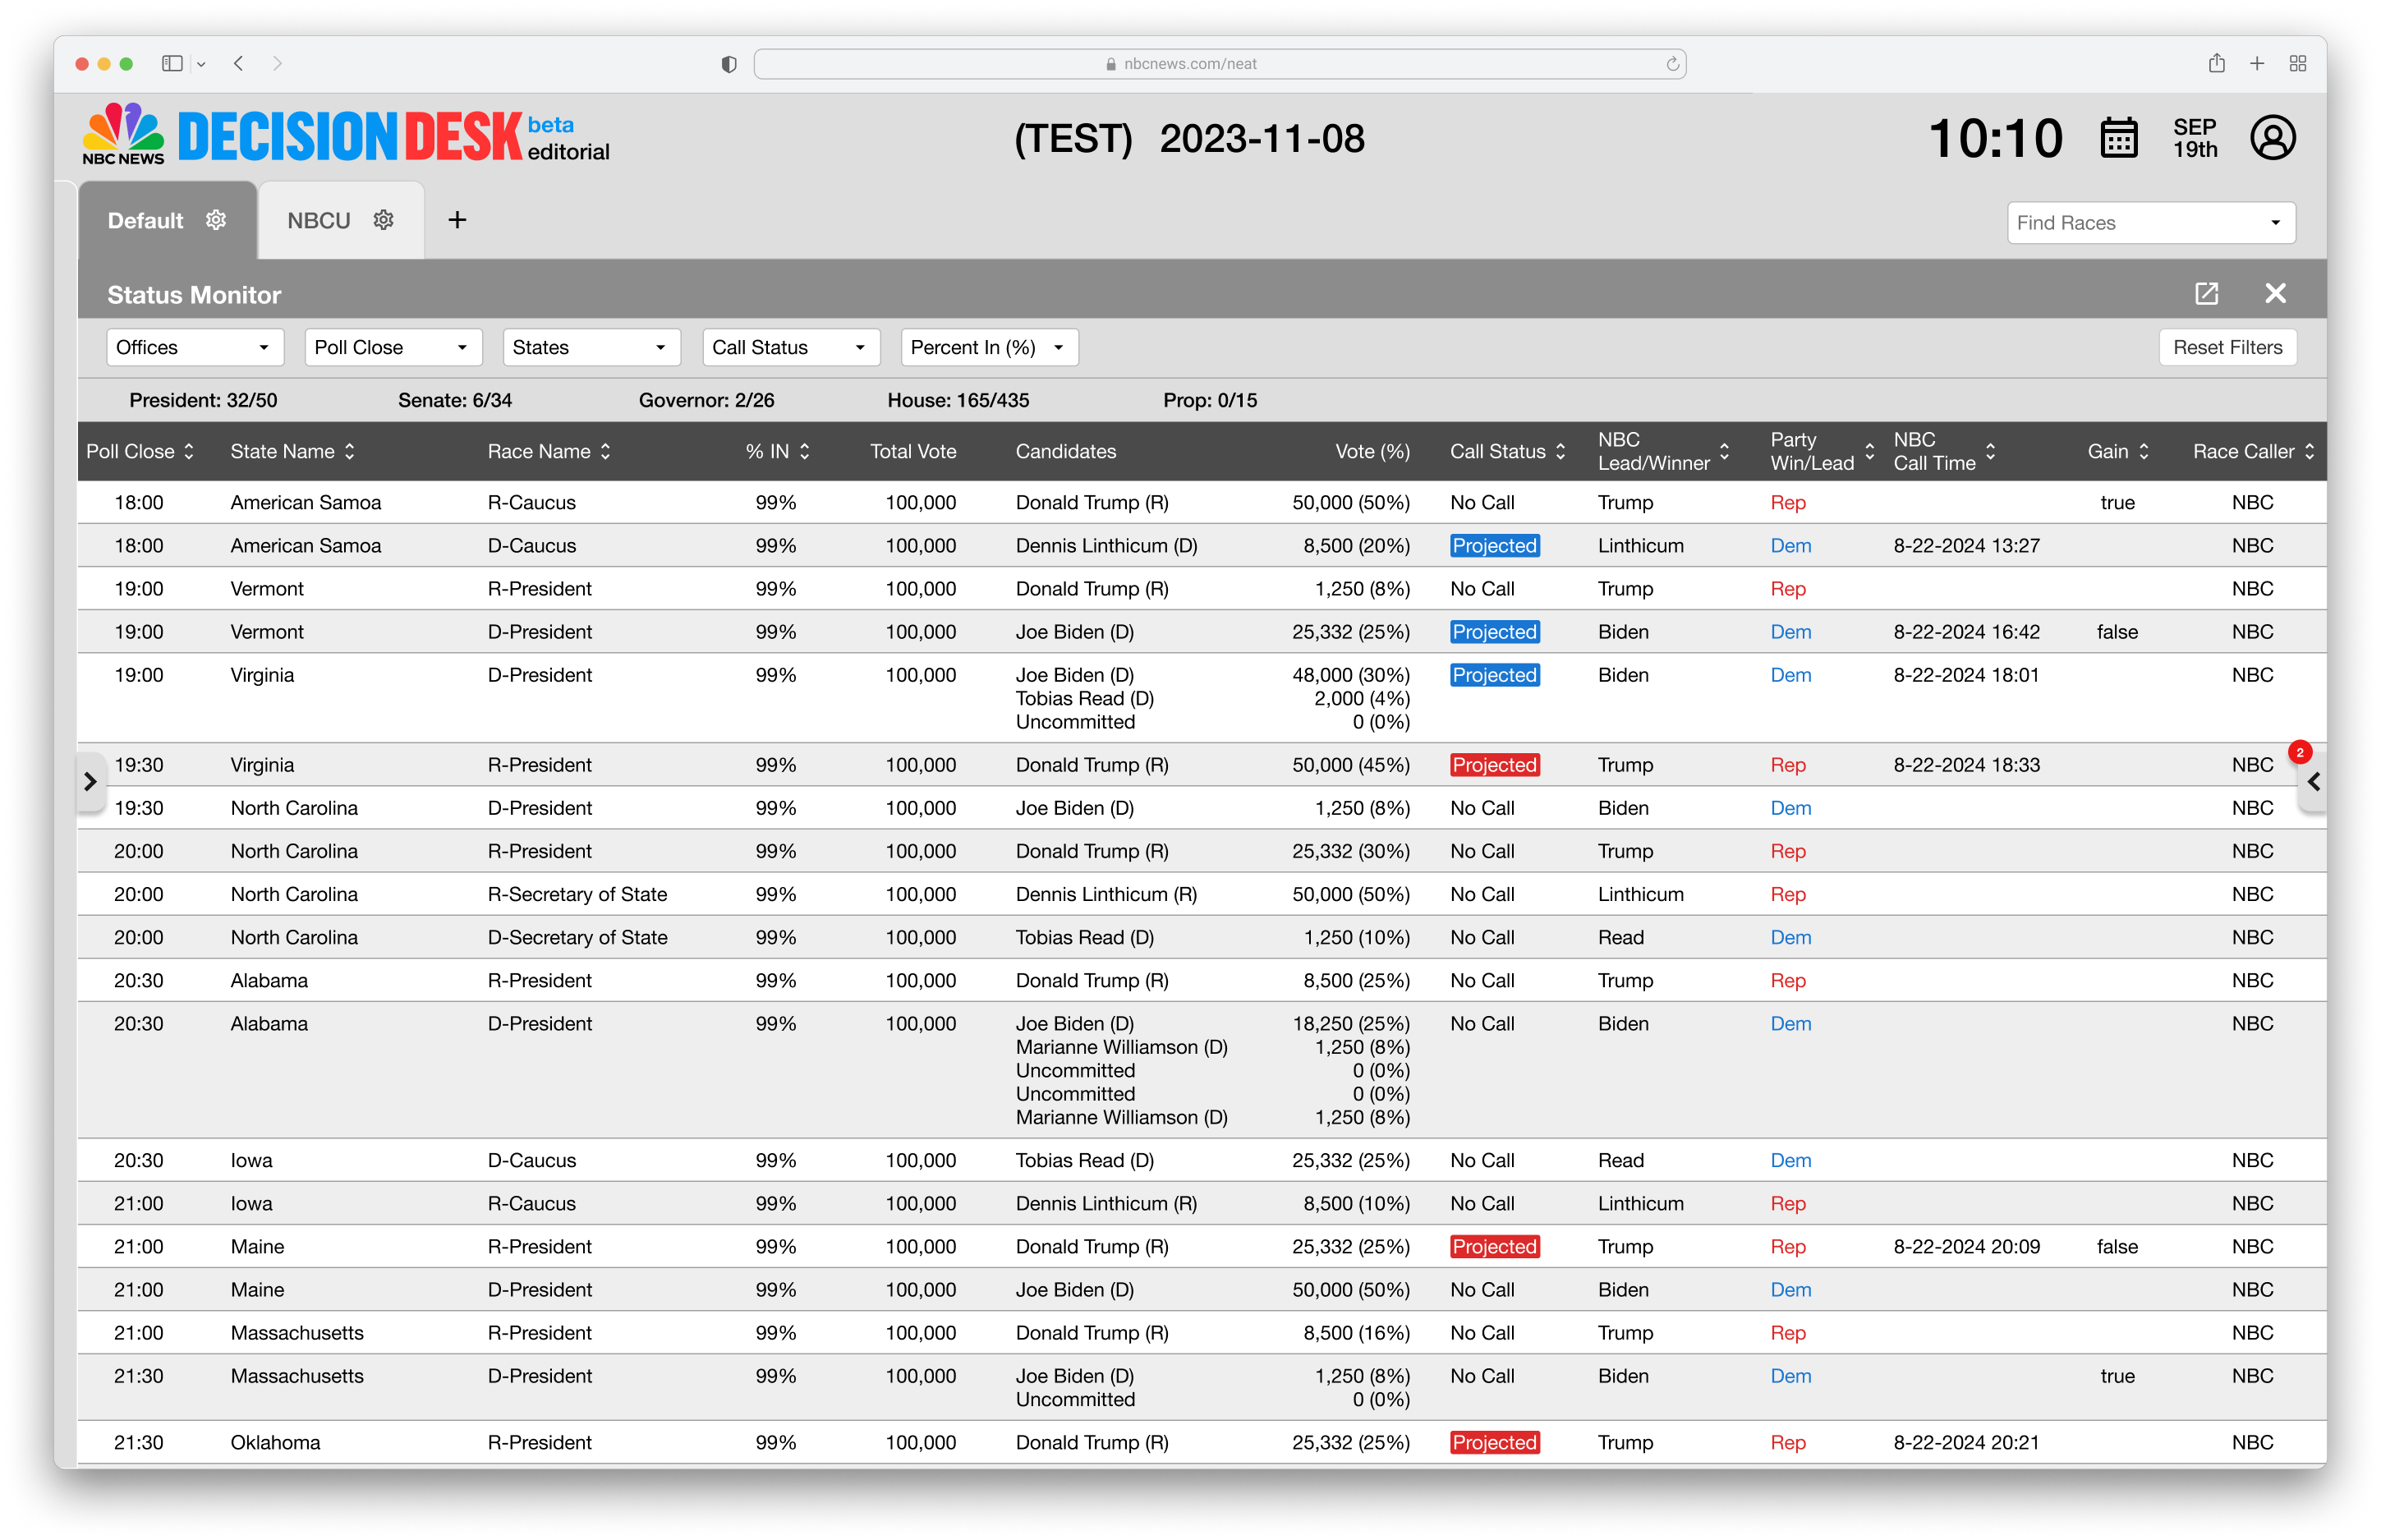 nbcnews.com/neat
NBC NEWS DECISION DESK beta editorial
(TEST) 2023-11-08
10:10 SEP 19th
Default NBCU +
Find Races
Status Monitor
Offices Poll Close States Call Status Percent In (%) Reset Filters
President: 32/50 Senate: 6/34 Governor: 2/26 House: 165/435 Prop: 0/15
Poll Close State Name Race Name % IN Total Vote Candidates Vote (%) Call Status NBC Lead/Winner Party Win/Lead NBC Call Time Gain Race Caller
18:00 American Samoa R-Caucus 99% 100,000 Donald Trump (R) 50,000 (50%) No Call Trump Rep true NBC
18:00 American Samoa D-Caucus 99% 100,000 Dennis Linthicum (D) 8,500 (20%) Projected Linthicum Dem 8-22-2024 13:27 NBC
19:00 Vermont R-President 99% 100,000 Donald Trump (R) 1,250 (8%) No Call Trump Rep NBC
19:00 Vermont D-President 99% 100,000 Joe Biden (D) 25,332 (25%) Projected Biden Dem 8-22-2024 16:42 false NBC
19:00 Virginia D-President 99% 100,000 Joe Biden (D) 48,000 (30%) Projected Biden Dem 8-22-2024 18:01 NBC
Tobias Read (D) 2,000 (4%)
Uncommitted 0 (0%)
2
19:30 Virginia R-President 99% 100,000 Donald Trump (R) 50,000 (45%) Projected Trump Rep 8-22-2024 18:33 NBC
19:30 North Carolina D-President 99% 100,000 Joe Biden (D) 1,250 (8%) No Call Biden Dem NBC
20:00 North Carolina R-President 99% 100,000 Donald Trump (R) 25,332 (30%) No Call Trump Rep NBC
20:00 North Carolina R-Secretary of State 99% 100,000 Dennis Linthicum (R) 50,000 (50%) No Call Linthicum Rep NBC
20:00 North Carolina D-Secretary of State 99% 100,000 Tobias Read (D) 1,250 (10%) No Call Read Dem NBC
20:30 Alabama R-President 99% 100,000 Donald Trump (R) 8,500 (25%) No Call Trump Rep NBC
20:30 Alabama D-President 99% 100,000 Joe Biden (D) 18,250 (25%) No Call Biden Dem NBC
Marianne Williamson (D) 1,250 (8%)
Uncommitted 0 (0%)
Uncommitted 0 (0%)
Marianne Williamson (D) 1,250 (8%)
20:30 Iowa D-Caucus 99% 100,000 Tobias Read (D) 25,332 (25%) No Call Read Dem NBC
21:00 Iowa R-Caucus 99% 100,000 Dennis Linthicum (R) 8,500 (10%) No Call Linthicum Rep NBC
21:00 Maine R-President 99% 100,000 Donald Trump (R) 25,332 (25%) Projected Trump Rep 8-22-2024 20:09 false NBC
21:00 Maine D-President 99% 100,000 Joe Biden (D) 50,000 (50%) No Call Biden Dem NBC
21:00 Massachusetts R-President 99% 100,000 Donald Trump (R) 8,500 (16%) No Call Trump Rep NBC
21:30 Massachusetts D-President 99% 100,000 Joe Biden (D) 1,250 (8%) No Call Biden Dem true NBC
Uncommitted 0 (0%)
21:30 Oklahoma R-President 99% 100,000 Donald Trump (R) 25,332 (25%) Projected Trump Rep 8-22-2024 20:21 NBC